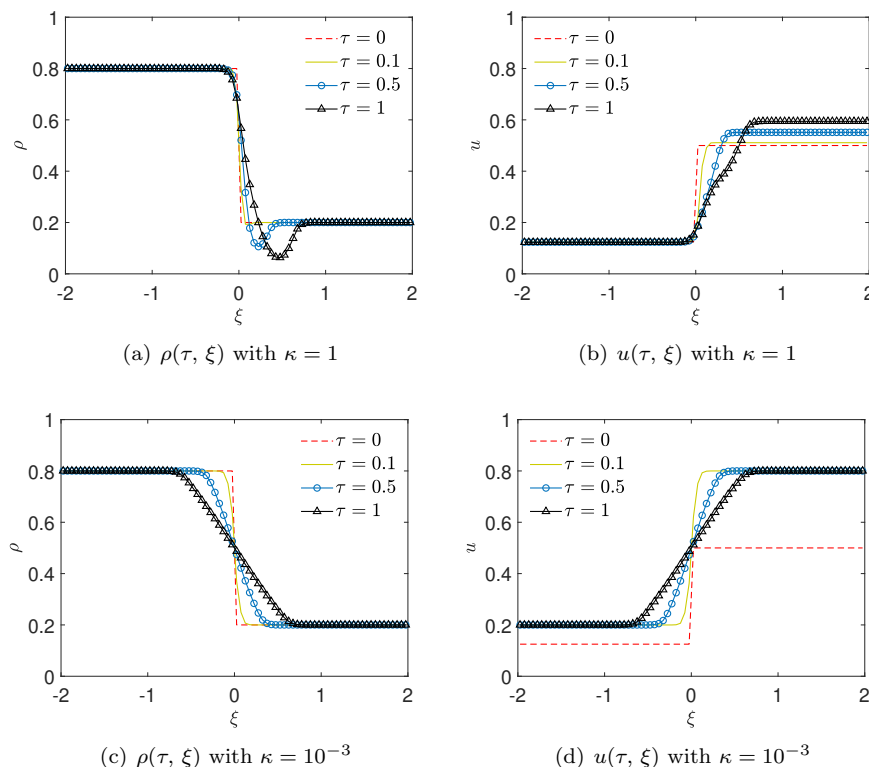 1
0.8
0.6
0.4
0.2
0
ρ
-2 -1 0 1 2
ξ
τ = 0
τ = 0.1
τ = 0.5
τ = 1
(a) ρ(τ, ξ) with κ = 1
1
0.8
0.6
0.4
0.2
0
u
-2 -1 0 1 2
ξ
τ = 0
τ = 0.1
τ = 0.5
τ = 1
(b) u(τ, ξ) with κ = 1
1
0.8
0.6
0.4
0.2
0
ρ
-2 -1 0 1 2
ξ
τ = 0
τ = 0.1
τ = 0.5
τ = 1
(c) ρ(τ, ξ) with κ = 10⁻³
1
0.8
0.6
0.4
0.2
0
u
-2 -1 0 1 2
ξ
τ = 0
τ = 0.1
τ = 0.5
τ = 1
(d) u(τ, ξ) with κ = 10⁻³